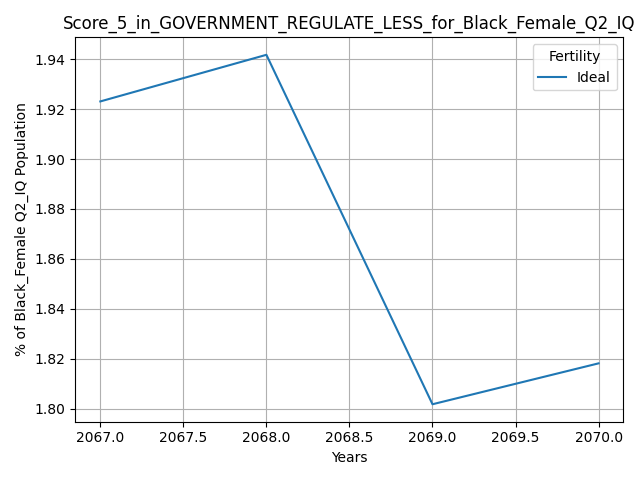 Score_5_in_GOVERNMENT_REGULATE_LESS_for_Black_Female_Q2_IQ
Fertility
Ideal
% of Black_Female Q2_IQ Population
1.94
1.92
1.90
1.88
1.86
1.84
1.82
1.80
2067.0 2067.5 2068.0 2068.5 2069.0 2069.5 2070.0
Years